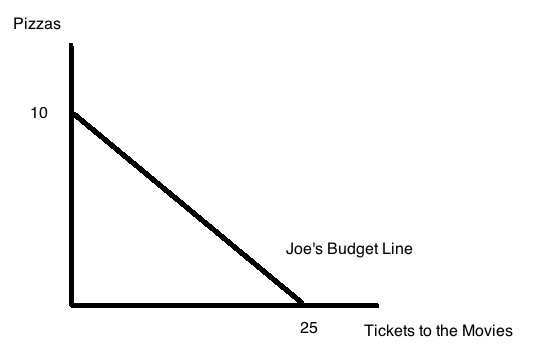 Pizzas
10
Joe's Budget Line
25
Tickets to the Movies